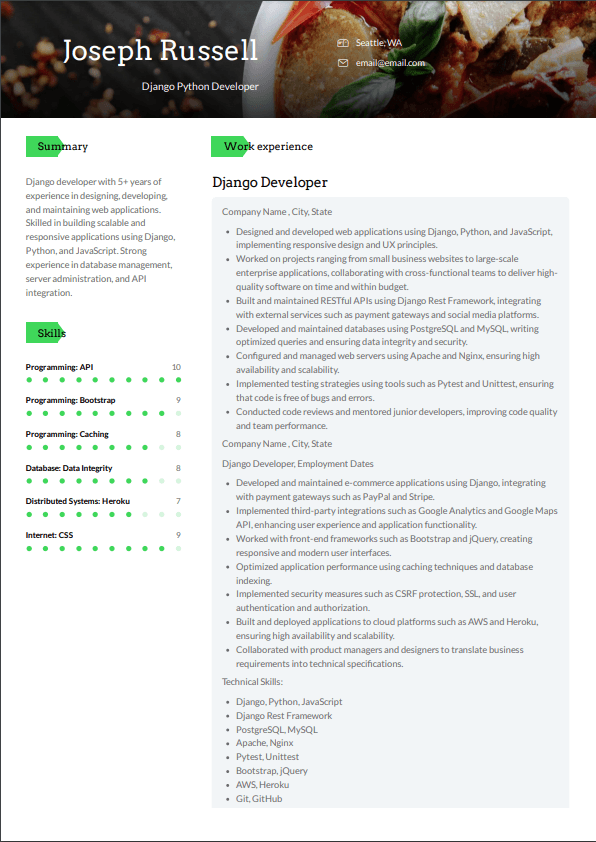 Joseph Russell
Django Python Developer
Seattle, WA
email@email.com
Summary
Django developer with 5+ years of
experience in designing, developing,
and maintaining web applications.
Skilled in building scalable and
responsive applications using Django,
Python, and JavaScript. Strong
experience in database management,
server administration, and API
integration.
Skills
Programming: API 10
Programming: Bootstrap 9
Programming: Caching 8
Database: Data Integrity 8
Distributed Systems: Heroku 7
Internet: CSS 9
Work experience
Django Developer
Company Name , City, State
• Designed and developed web applications using Django, Python, and JavaScript,
implementing responsive design and UX principles.
• Worked on projects ranging from small business websites to large-scale
enterprise applications, collaborating with cross-functional teams to deliver high-
quality software on time and within budget.
• Built and maintained RESTful APIs using Django Rest Framework, integrating
with external services such as payment gateways and social media platforms.
• Developed and maintained databases using PostgreSQL and MySQL, writing
optimized queries and ensuring data integrity and security.
• Configured and managed web servers using Apache and Nginx, ensuring high
availability and scalability.
• Implemented testing strategies using tools such as Pytest and Unittest, ensuring
that code is free of bugs and errors.
• Conducted code reviews and mentored junior developers, improving code quality
and team performance.
Company Name , City, State
Django Developer, Employment Dates
• Developed and maintained e-commerce applications using Django, integrating
with payment gateways such as PayPal and Stripe.
• Implemented third-party integrations such as Google Analytics and Google Maps
API, enhancing user experience and application functionality.
• Worked with front-end frameworks such as Bootstrap and jQuery, creating
responsive and modern user interfaces.
• Optimized application performance using caching techniques and database
indexing.
• Implemented security measures such as CSRF protection, SSL, and user
authentication and authorization.
• Built and deployed applications to cloud platforms such as AWS and Heroku,
ensuring high availability and scalability.
• Collaborated with product managers and designers to translate business
requirements into technical specifications.
Technical Skills:
• Django, Python, JavaScript
• Django Rest Framework
• PostgreSQL, MySQL
• Apache, Nginx
• Pytest, Unittest
• Bootstrap, jQuery
• AWS, Heroku
• Git, GitHub